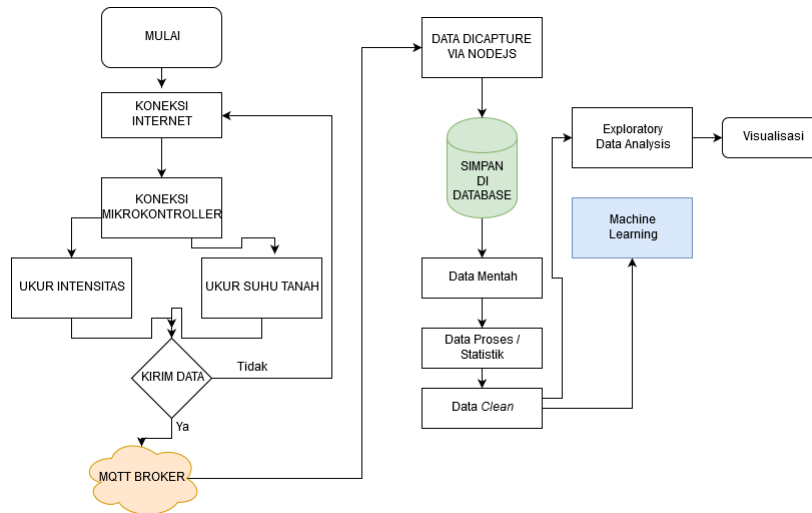 MULAI
KONEKSI
INTERNET
KONEKSI
MIKROKONTROLLER
UKUR INTENSITAS
UKUR SUHU TANAH
KIRIM DATA
Tidak
Ya
MQTT BROKER
DATA DICAPTURE
VIA NODEJS
SIMPAN
DI
DATABASE
Data Mentah
Data Proses /
Statistik
Data Clean
Exploratory
Data Analysis
Visualisasi
Machine
Learning